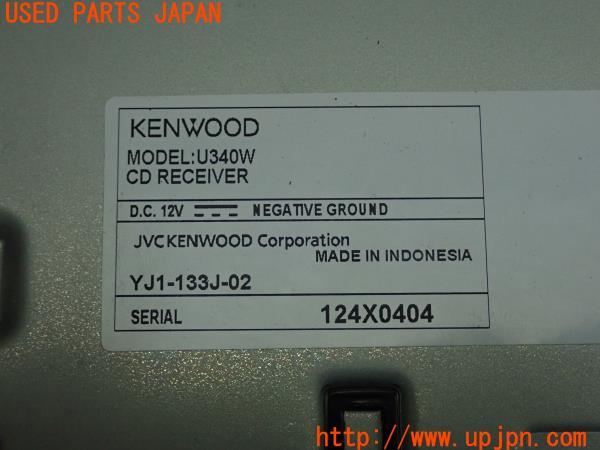 USED PARTS JAPAN
KENWOOD
MODEL:U340W
CD RECEIVER
D.C. 12V NEGATIVE GROUND
JVCKENWOOD Corporation
MADE IN INDONESIA
YJ1-133J-02
SERIAL 124X0404
http://www.upjpn.com/